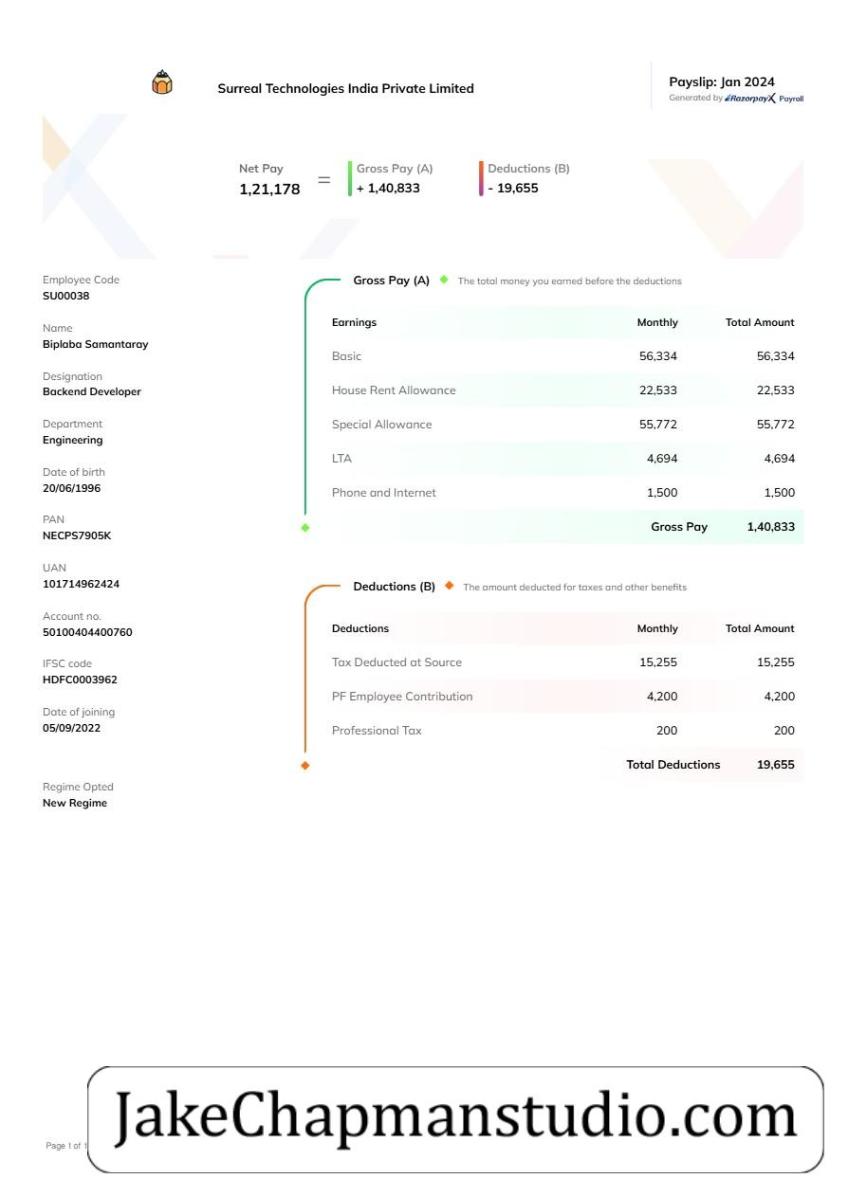 Surreal Technologies India Private Limited
Payslip: Jan 2024
Generated by RazorpayX Payroll
Net Pay
1,21,178
=
Gross Pay (A)
+ 1,40,833
Deductions (B)
- 19,655
Employee Code
SU00038
Name
Biplaba Samantaray
Designation
Backend Developer
Department
Engineering
Date of birth
20/06/1996
PAN
NECPS7905K
UAN
101714962424
Account no.
50100404400760
IFSC code
HDFC0003962
Date of joining
05/09/2022
Regime Opted
New Regime
Gross Pay (A) The total money you earned before the deductions
Earnings Monthly Total Amount
Basic 56,334 56,334
House Rent Allowance 22,533 22,533
Special Allowance 55,772 55,772
LTA 4,694 4,694
Phone and Internet 1,500 1,500
Gross Pay 1,40,833
Deductions (B) The amount deducted for taxes and other benefits
Deductions Monthly Total Amount
Tax Deducted at Source 15,255 15,255
PF Employee Contribution 4,200 4,200
Professional Tax 200 200
Total Deductions 19,655
Page 1 of
JakeChapmanstudio.com